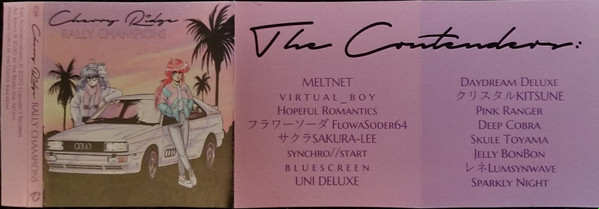 Cherry Ridge RALLY CHAMPIONS
Cherry Ridge
RALLY CHAMPIONS
The Contenders:
MELTNET
VIRTUAL_BOY
HOPEFUL ROMANTICS
フラワーソーダ FLOWASODER64
サクラSAKURA-LEE
SYNCHRO//START
BLUESCREEN
UNI DELUXE
DAYDREAM DELUXE
クリスタルKITSUNE
PINK RANGER
DEEP COBRA
SKULE TOYAMA
JELLY BONBON
レネLUMSYNWAVE
SPARKLY NIGHT